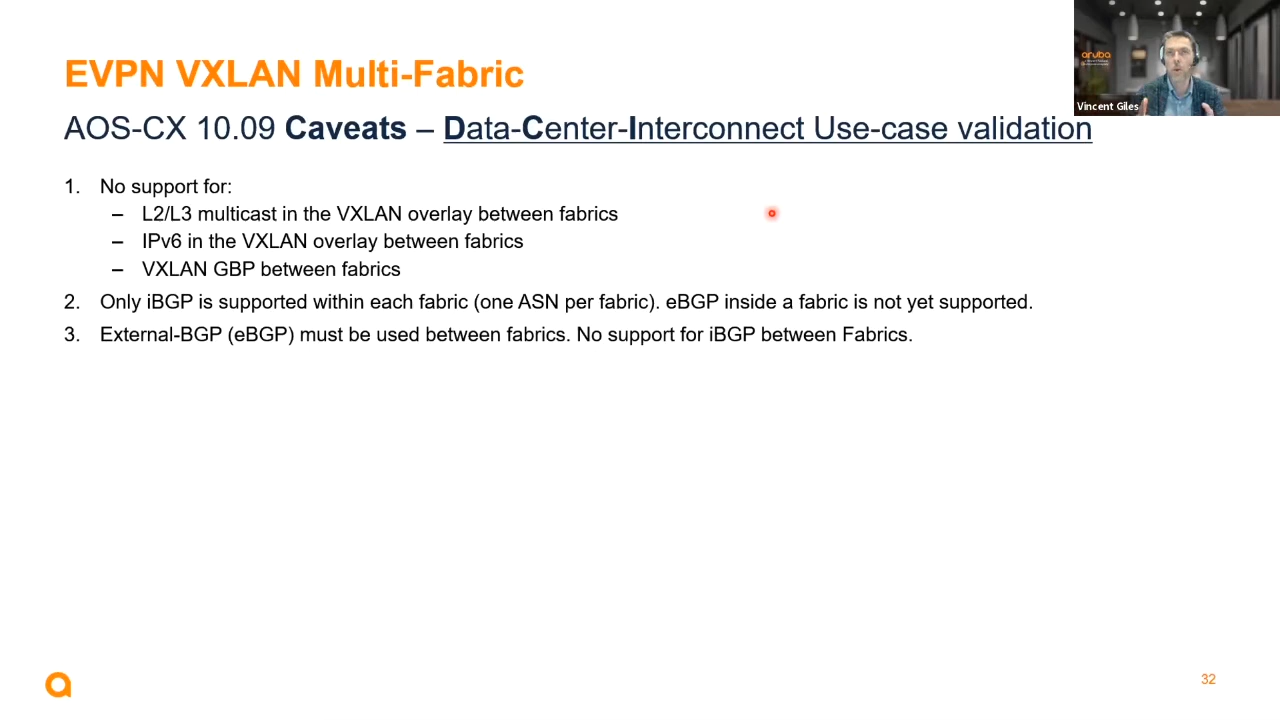 EVPN VXLAN Multi-Fabric
AOS-CX 10.09 Caveats – Data-Center-Interconnect Use-case validation
1. No support for:
– L2/L3 multicast in the VXLAN overlay between fabrics
– IPv6 in the VXLAN overlay between fabrics
– VXLAN GBP between fabrics
2. Only iBGP is supported within each fabric (one ASN per fabric). eBGP inside a fabric is not yet supported.
3. External-BGP (eBGP) must be used between fabrics. No support for iBGP between Fabrics.
aruba
Vincent Giles
32